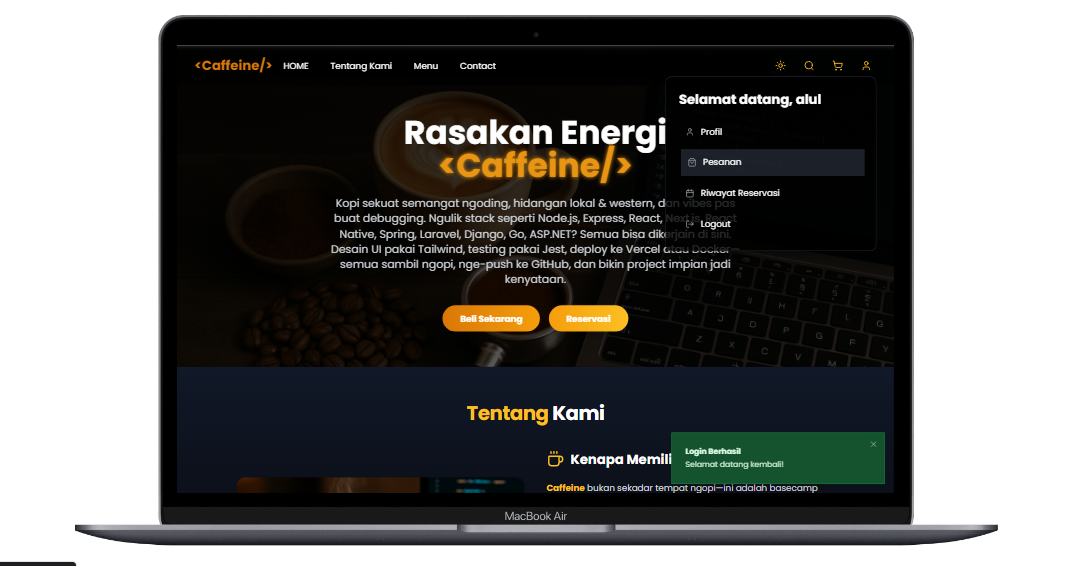 <Caffeine/> HOME Tentang Kami Menu Contact
Selamat datang, alul
Profil
Pesanan
Riwayat Reservasi
Logout
Rasakan Energi
<Caffeine/>
Kopi sekuat semangat ngoding, hidangan lokal & western, dan vibes pas
buat debugging. Ngulik stack seperti Node.js, Express, React, Next.js, React
Native, Spring, Laravel, Django, Go, ASP.NET? Semua bisa dikerjain di sini.
Desain UI pakai Tailwind, testing pakai Jest, deploy ke Vercel atau Docker—
semua sambil ngopi, nge-push ke GitHub, dan bikin project impian jadi
kenyataan.
Beli Sekarang
Reservasi
Tentang Kami
Kenapa Memili
Caffeine bukan sekadar tempat ngopi—ini adalah basecamp
Login Berhasil
Selamat datang kembali!
MacBook Air